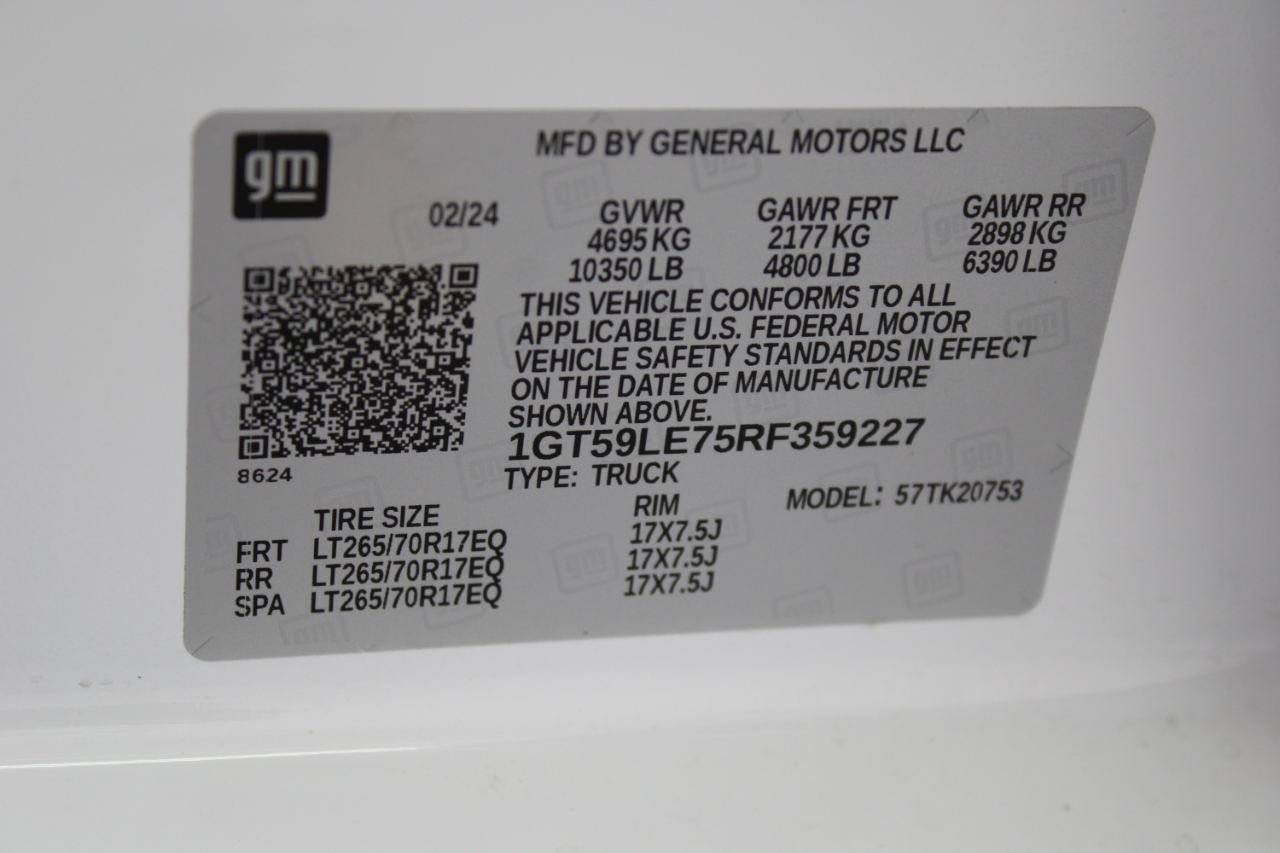 gm
MFD BY GENERAL MOTORS LLC
02/24 GVWR GAWR FRT GAWR RR
4695 KG 2177 KG 2898 KG
10350 LB 4800 LB 6390 LB
THIS VEHICLE CONFORMS TO ALL
APPLICABLE U.S. FEDERAL MOTOR
VEHICLE SAFETY STANDARDS IN EFFECT
ON THE DATE OF MANUFACTURE
SHOWN ABOVE.
1GT59LE75RF359227
8624
TYPE: TRUCK
MODEL: 57TK20753
TIRE SIZE RIM
FRT LT265/70R17EQ 17X7.5J
RR LT265/70R17EQ 17X7.5J
SPA LT265/70R17EQ 17X7.5J